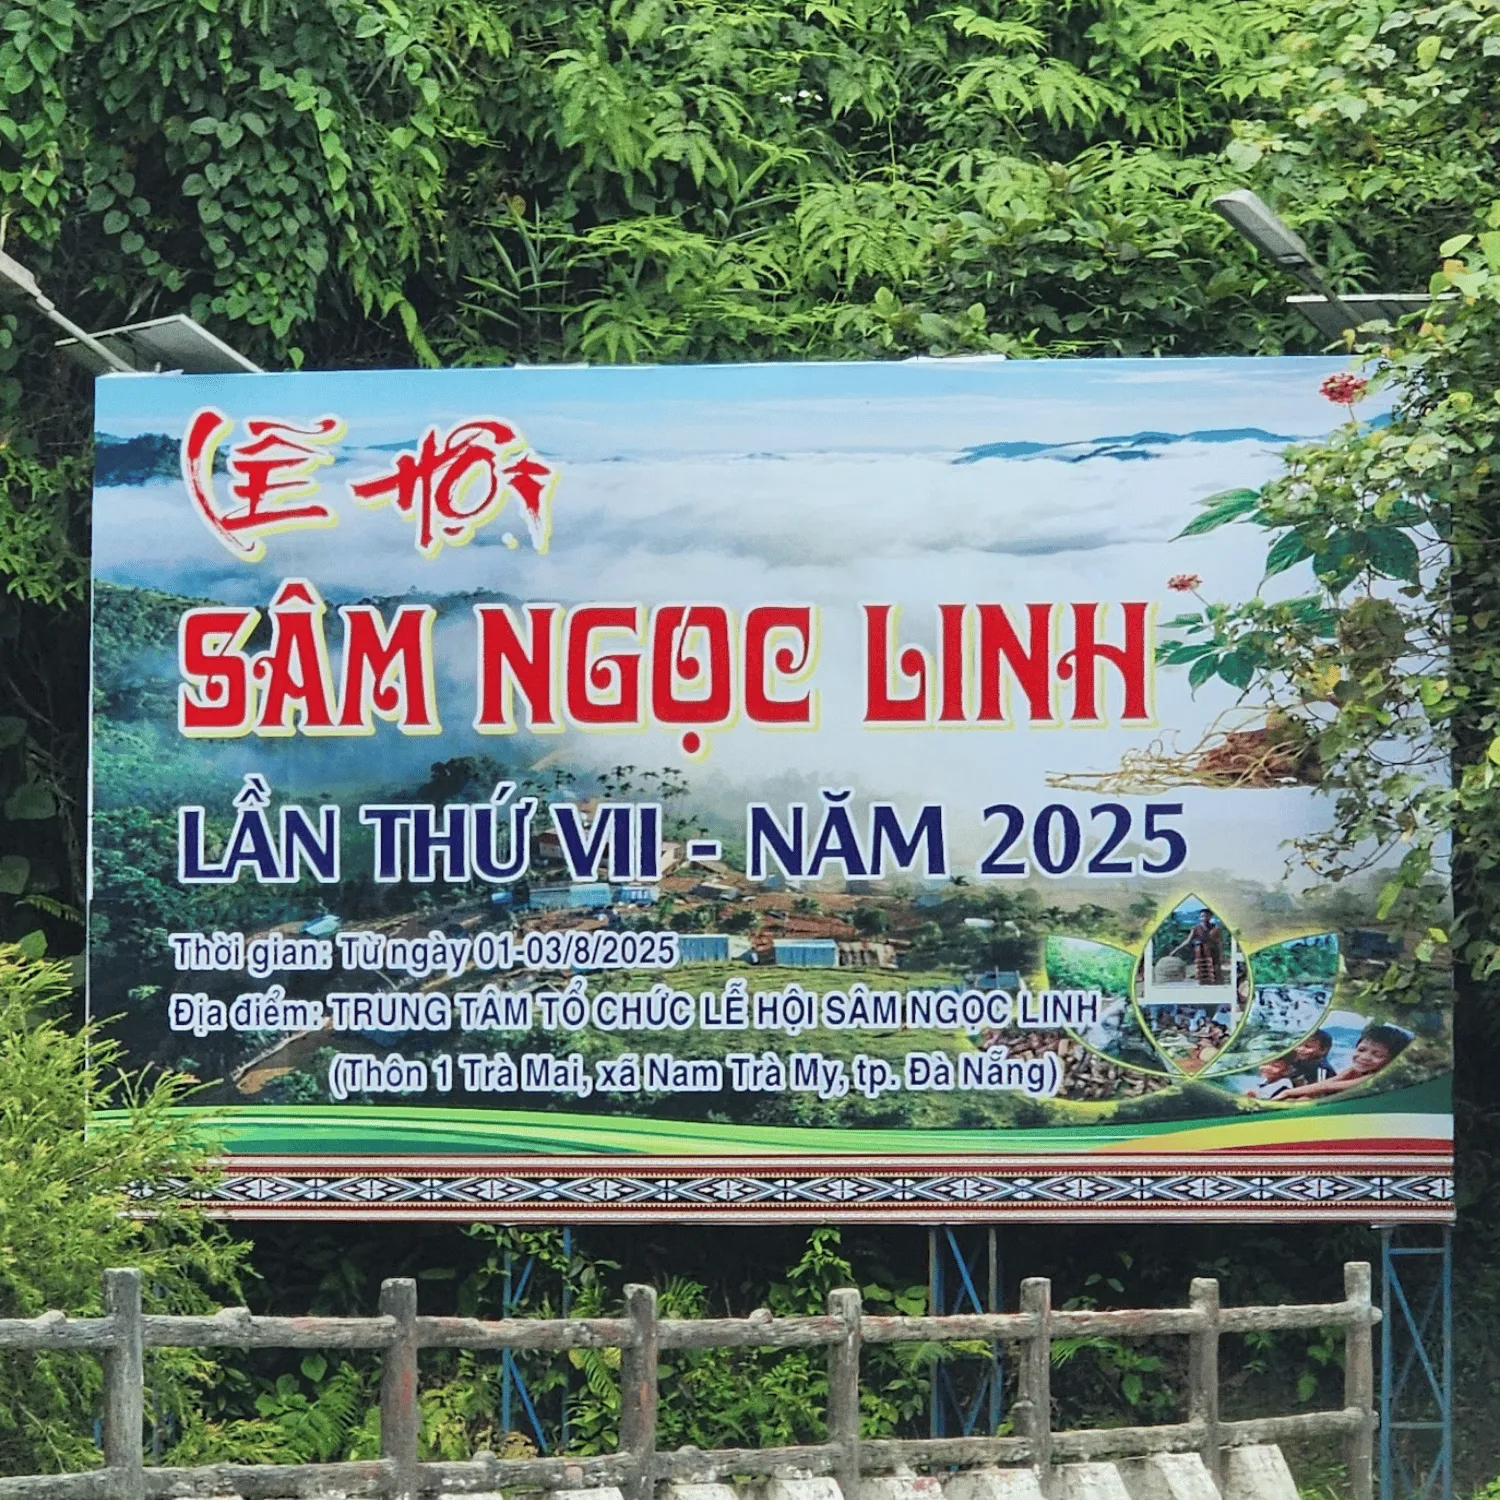 LỄ HỘI
SÂM NGỌC LINH
LẦN THỨ VII - NĂM 2025
Thời gian: Từ ngày 01-03/8/2025
Địa điểm: TRUNG TÂM TỔ CHỨC LỄ HỘI SÂM NGỌC LINH
(Thôn 1 Trà Mai, xã Nam Trà My, tp. Đà Nẵng)